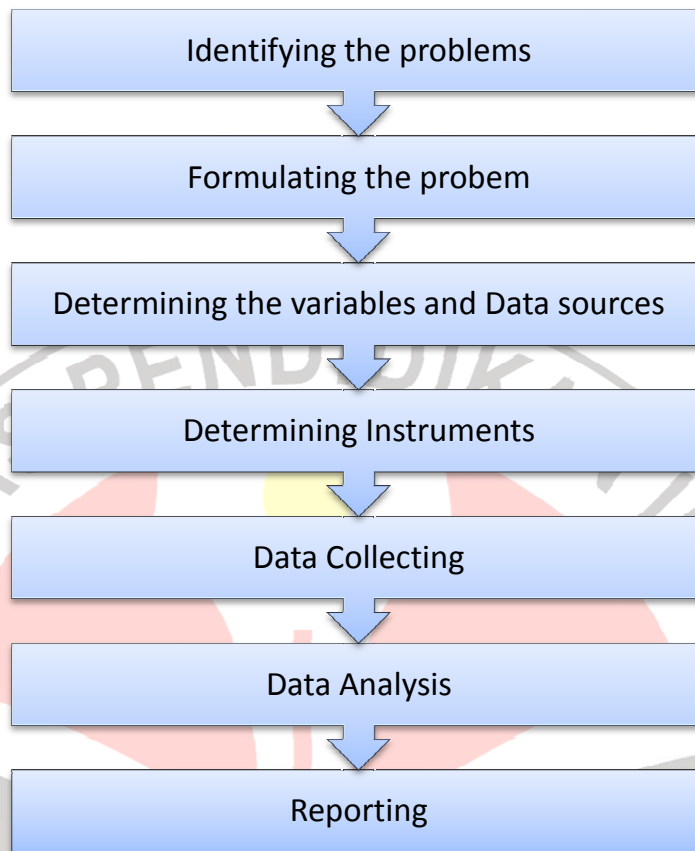 Identifying the problems
Formulating the probem
Determining the variables and Data sources
PENDIDIKA
Determining Instruments
Data Collecting
Data Analysis
Reporting